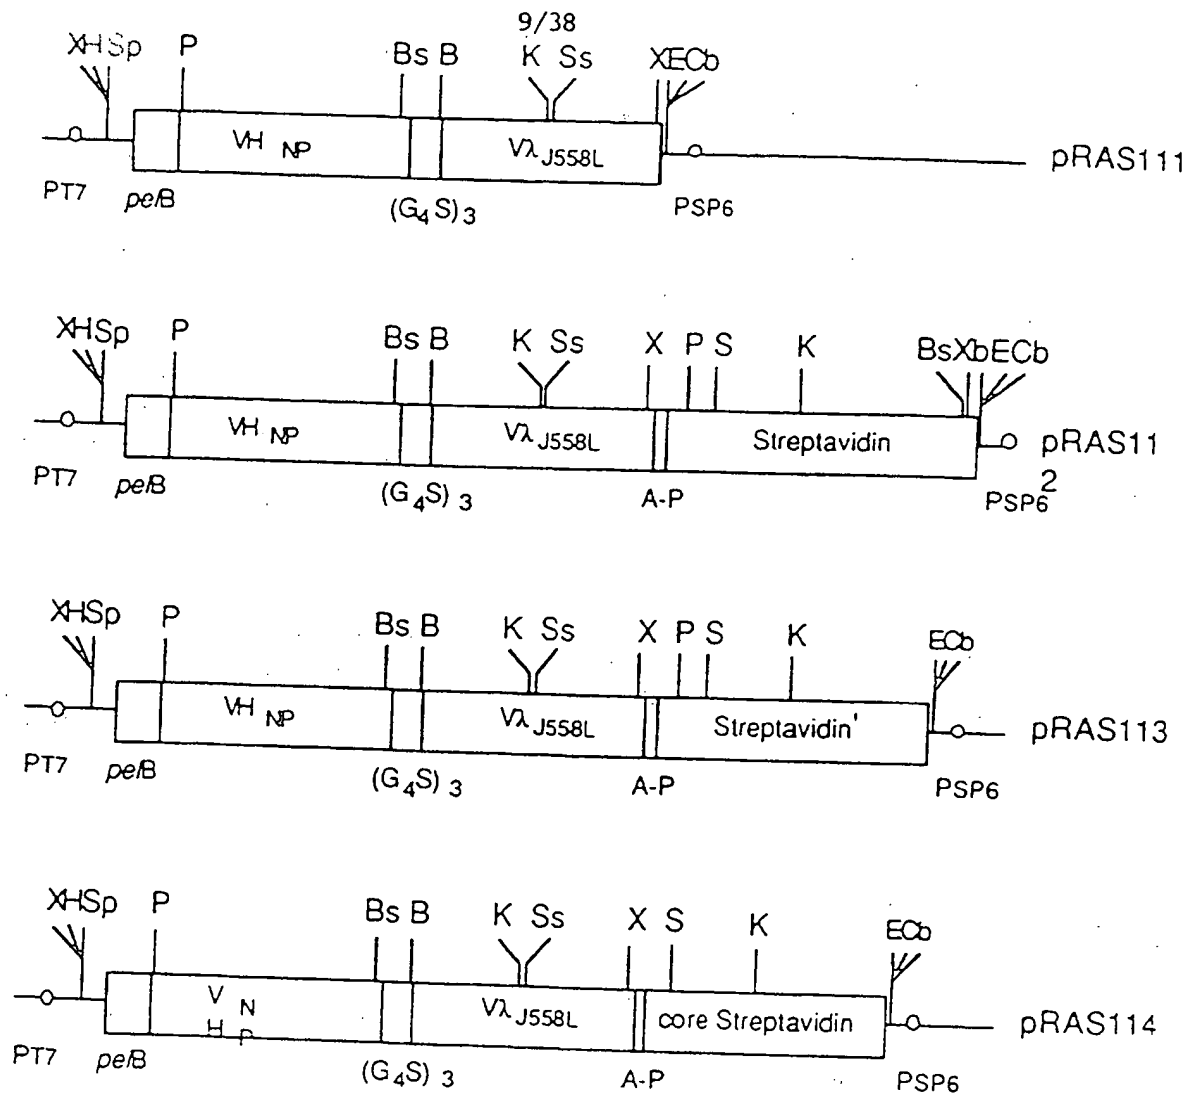 9/38
XHSp P Bs B K Ss XECb
VH NP Vλ J558L pRAS111
PT7 pelB (G4S)3 PSP6
XHSp P Bs B K Ss X P S K BsXbECb
VH NP Vλ J558L Streptavidin pRAS11
2
PT7 pelB (G4S)3 A-P PSP6
XHSp P Bs B K Ss X P S K ECb
VH NP Vλ J558L Streptavidin' pRAS113
PT7 pelB (G4S)3 A-P PSP6
XHSp P Bs B K Ss X S K ECb
V N
H P
Vλ J558L core Streptavidin pRAS114
PT7 pelB (G4S)3 A-P PSP6